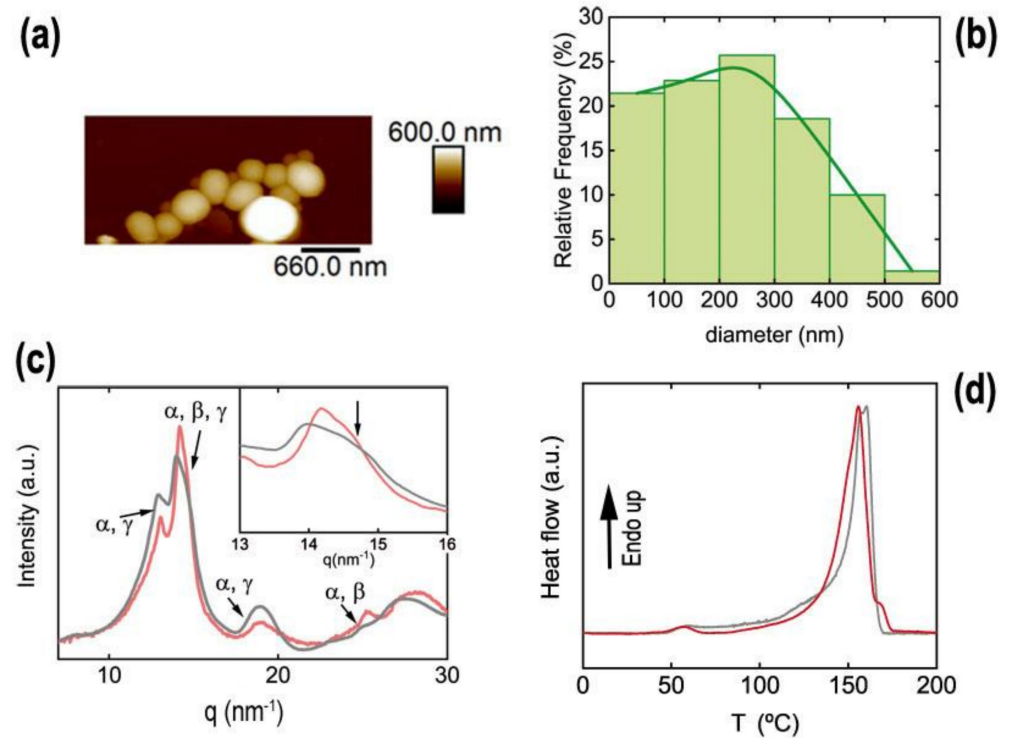 (a)
600.0 nm
660.0 nm
(b)
Relative Frequency (%)
30
25
20
15
10
5
0
0 100 200 300 400 500 600
diameter (nm)
(c)
Intensity (a.u.)
α, β, γ
α, γ
α, γ
α, β
13 14 15 16
q(nm⁻¹)
10 20 30
q (nm⁻¹)
(d)
Heat flow (a.u.)
Endo up
0 50 100 150 200
T (ºC)